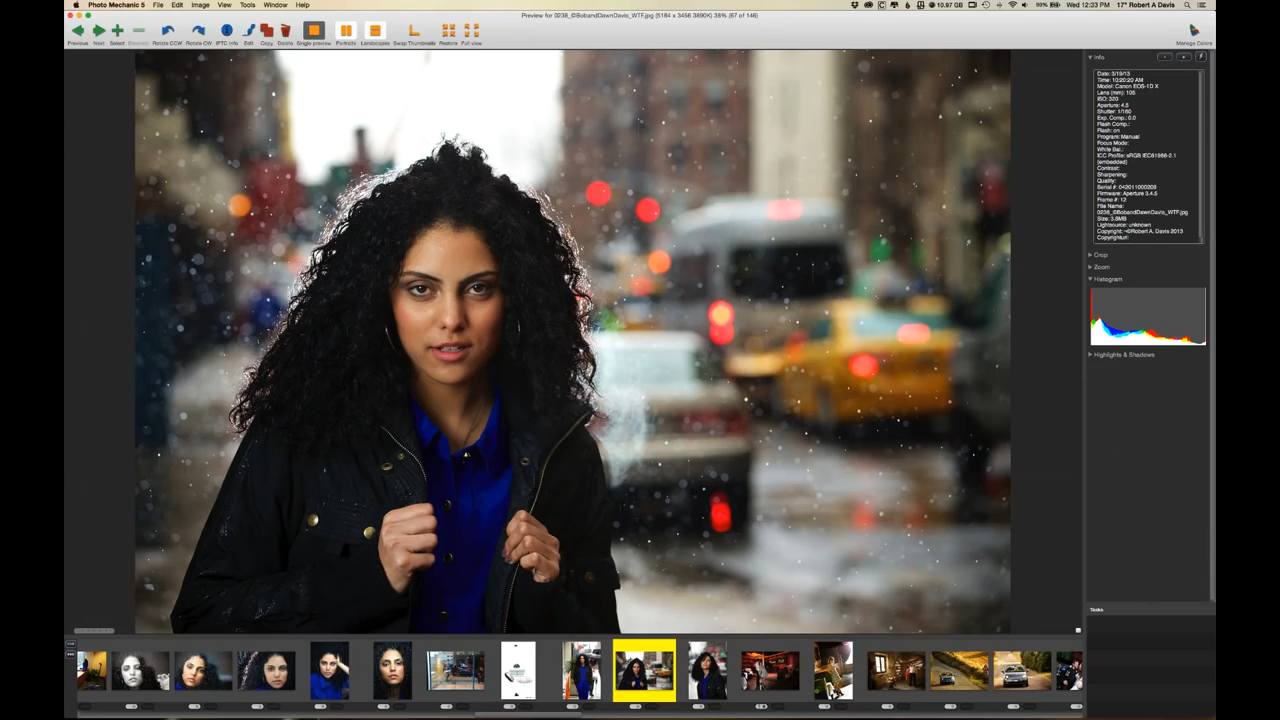 Photo Mechanic 5 File Edit Image View Tools Window Help
10.97 GB 99% Wed 12:33 PM 17" Robert A Davis
Preview for 0238_©BobandDawnDavis_WTF.jpg (5184 x 3456 3890K) 38% (67 of 146)
Previous Next Select Deselect Rotate CCW Rotate CW IPTC Info Edit Copy Delete Single preview Portraits Landscapes Swap Thumbnails Restore Full view Manage Colors
Info
Date: 3/19/13
Time: 10:20:20 AM
Model: Canon EOS-1D X
Lens (mm): 105
ISO: 320
Aperture: 4.5
Shutter: 1/160
Exp. Comp.: 0.0
Flash Comp.:
Flash: on
Program: Manual
Focus Mode:
White Bal.:
ICC Profile: sRGB IEC61966-2.1
(embedded)
Contrast:
Sharpening:
Quality:
Serial #: 042011000209
Firmware: Aperture 3.4.5
Frame #: 12
File Name:
0238_©BobandDawnDavis_WTF.jpg
Size: 3.8MB
Lightsource: unknown
Copyright: ~©Robert A. Davis 2013
Copyrighturl:
Crop
Zoom
Histogram
Highlights & Shadows
Tasks